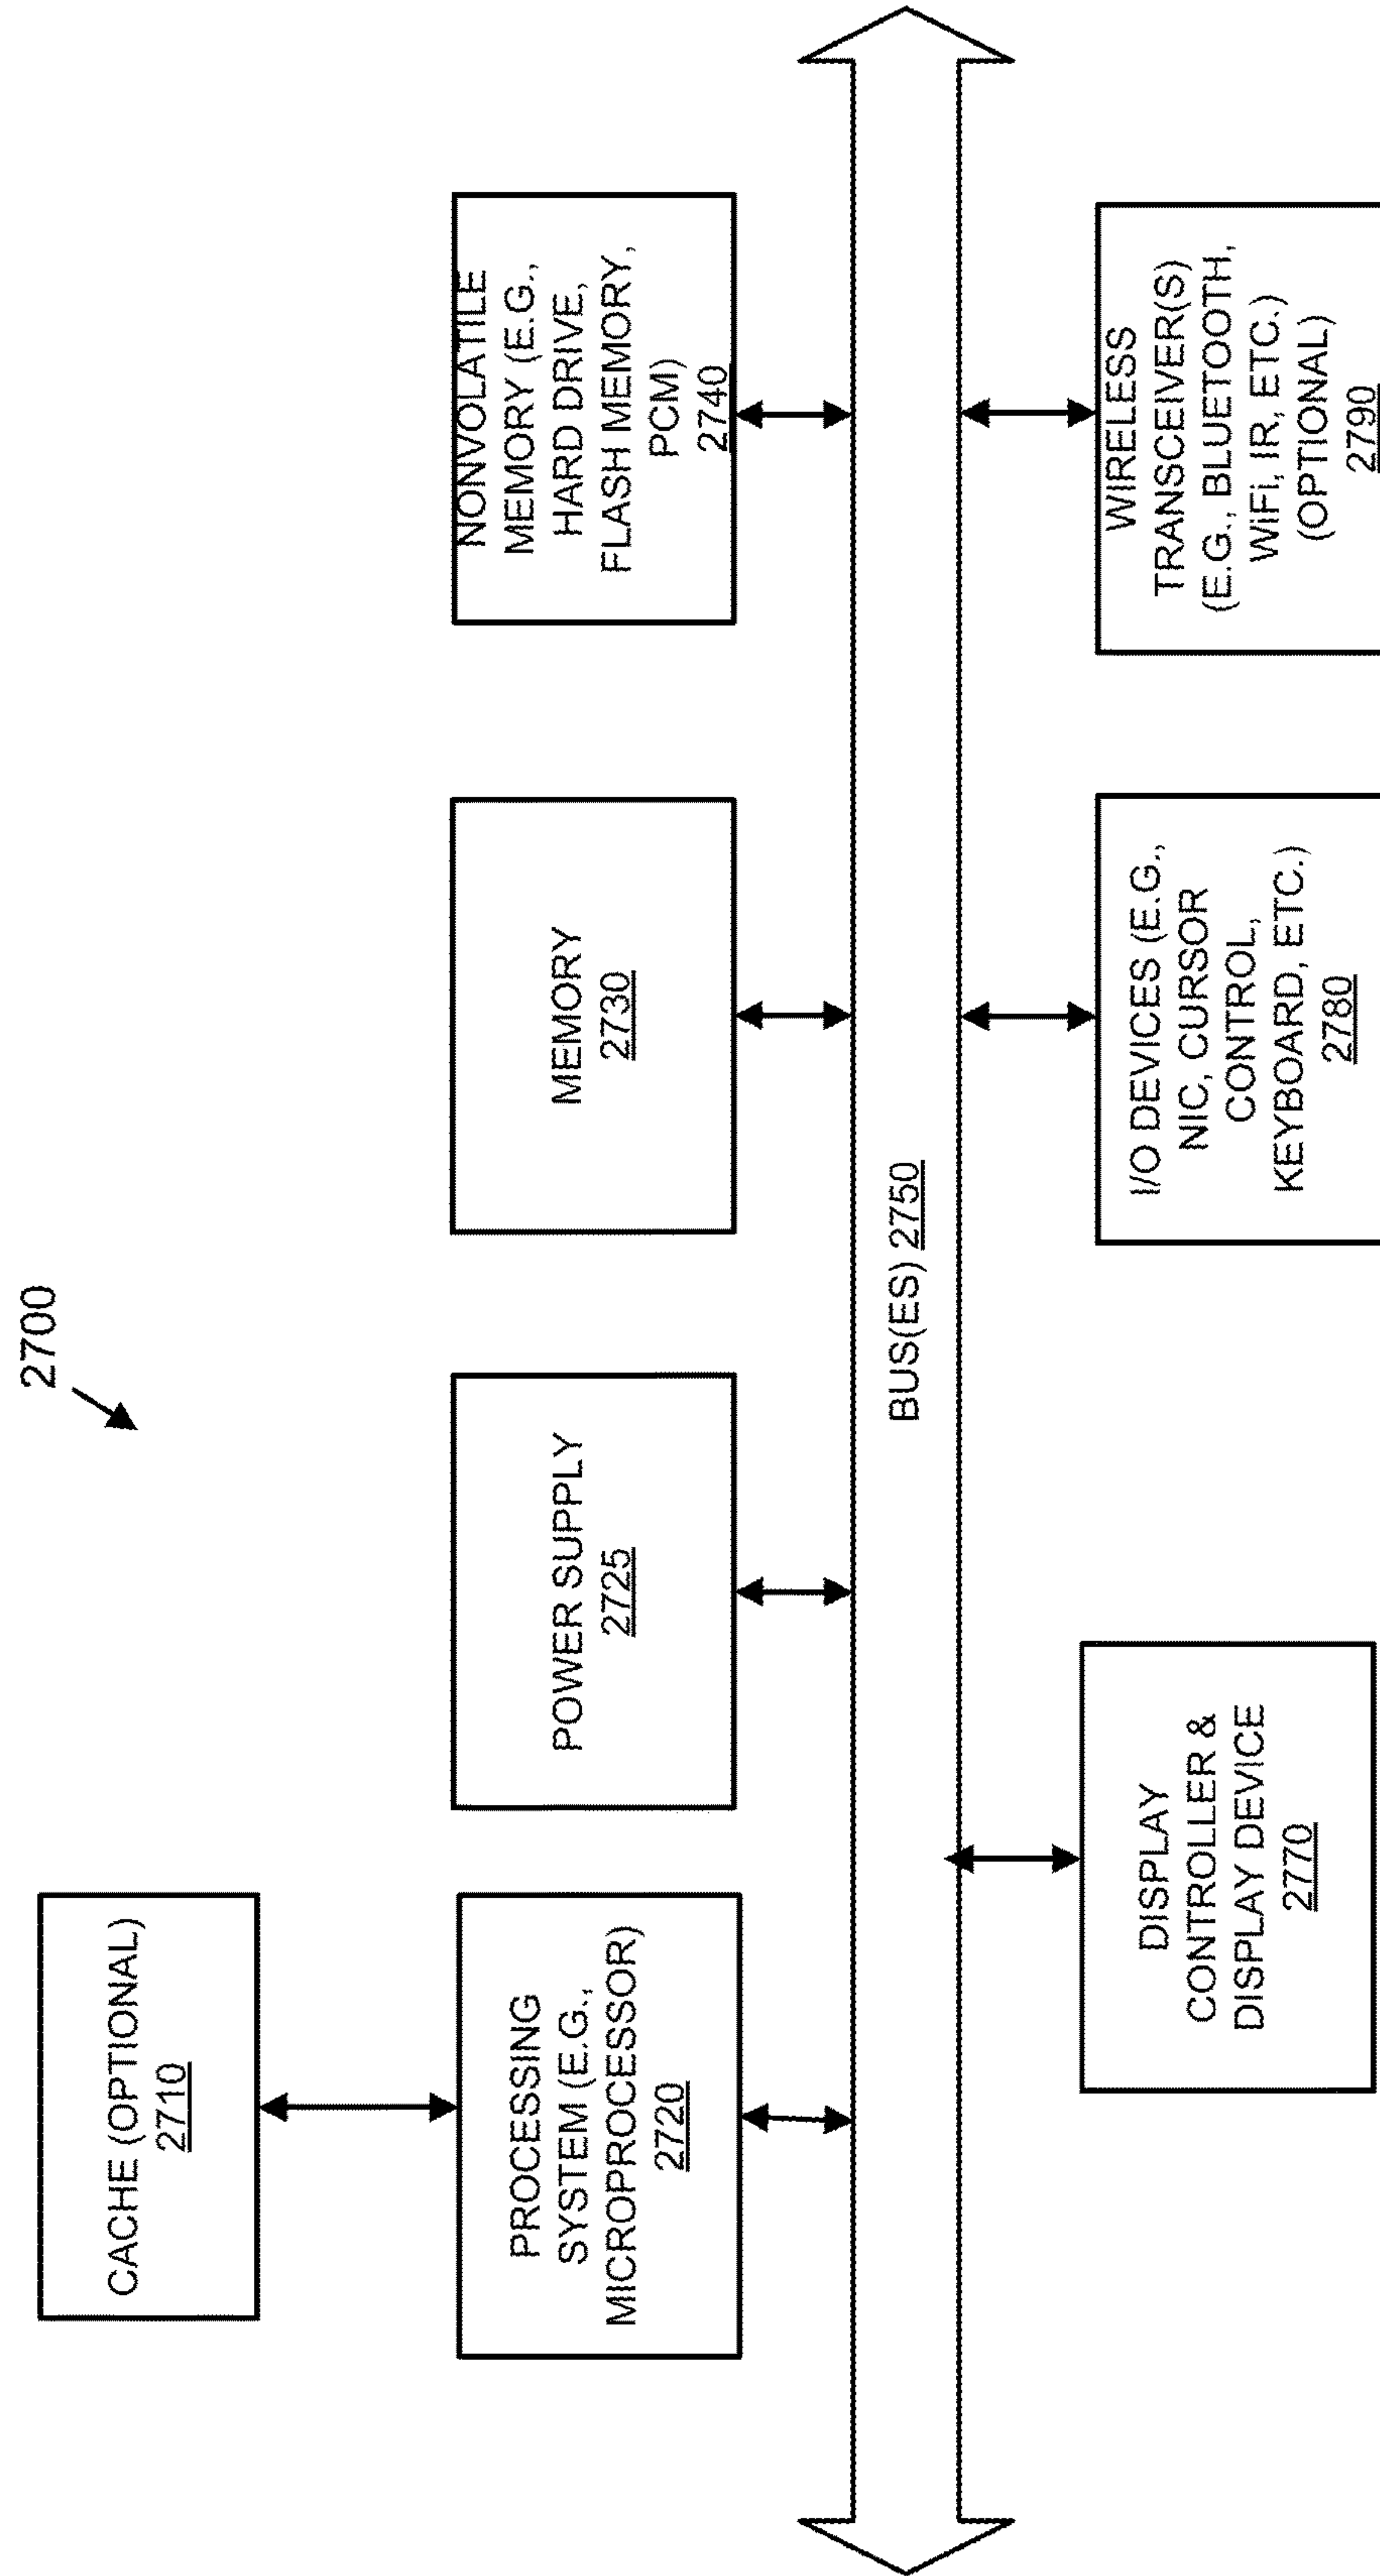 2700
CACHE (OPTIONAL)
2710
PROCESSING
SYSTEM (E.G.,
MICROPROCESSOR)
2720
POWER SUPPLY
2725
MEMORY
2730
NONVOLATILE
MEMORY (E.G.,
HARD DRIVE,
FLASH MEMORY,
PCM)
2740
BUS(ES) 2750
DISPLAY
CONTROLLER &
DISPLAY DEVICE
2770
I/O DEVICES (E.G.,
NIC, CURSOR
CONTROL,
KEYBOARD, ETC.)
2780
WIRELESS
TRANSCEIVER(S)
(E.G., BLUETOOTH,
WiFi, IR, ETC.)
(OPTIONAL)
2790